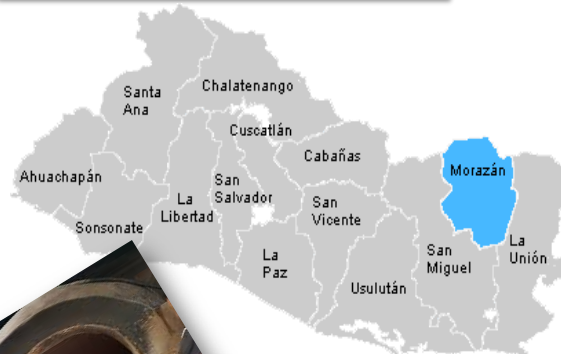 Santa
Ana
Chalatenango
Cuscatlán
Cabañas
Morazán
Ahuachapán
San
Salvador
La
Libertad
San
Vicente
Sonsonate
La
Unión
San
Miguel
La
Paz
Usulután